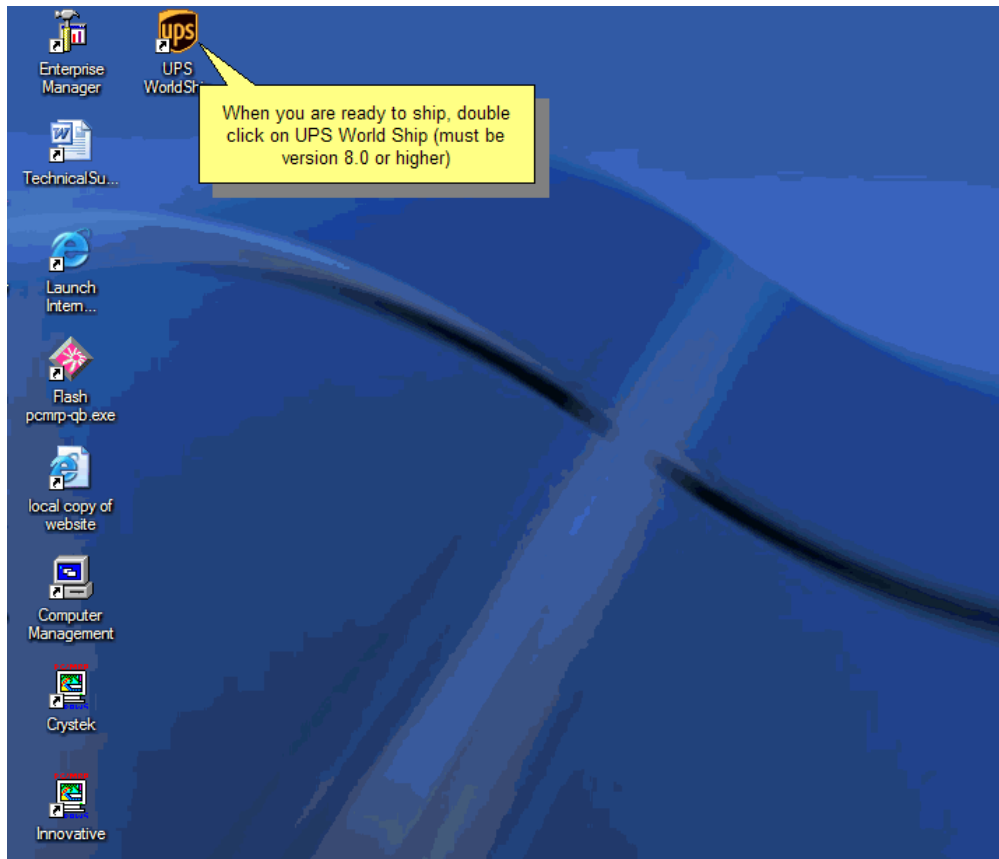 Enterprise
Manager
ups
UPS
WorldSh
When you are ready to ship, double
click on UPS World Ship (must be
version 8.0 or higher)
TechnicalSu...
Launch
Intern...
Flash
pcmrp-qb.exe
local copy of
website
Computer
Management
Crystek
Innovative